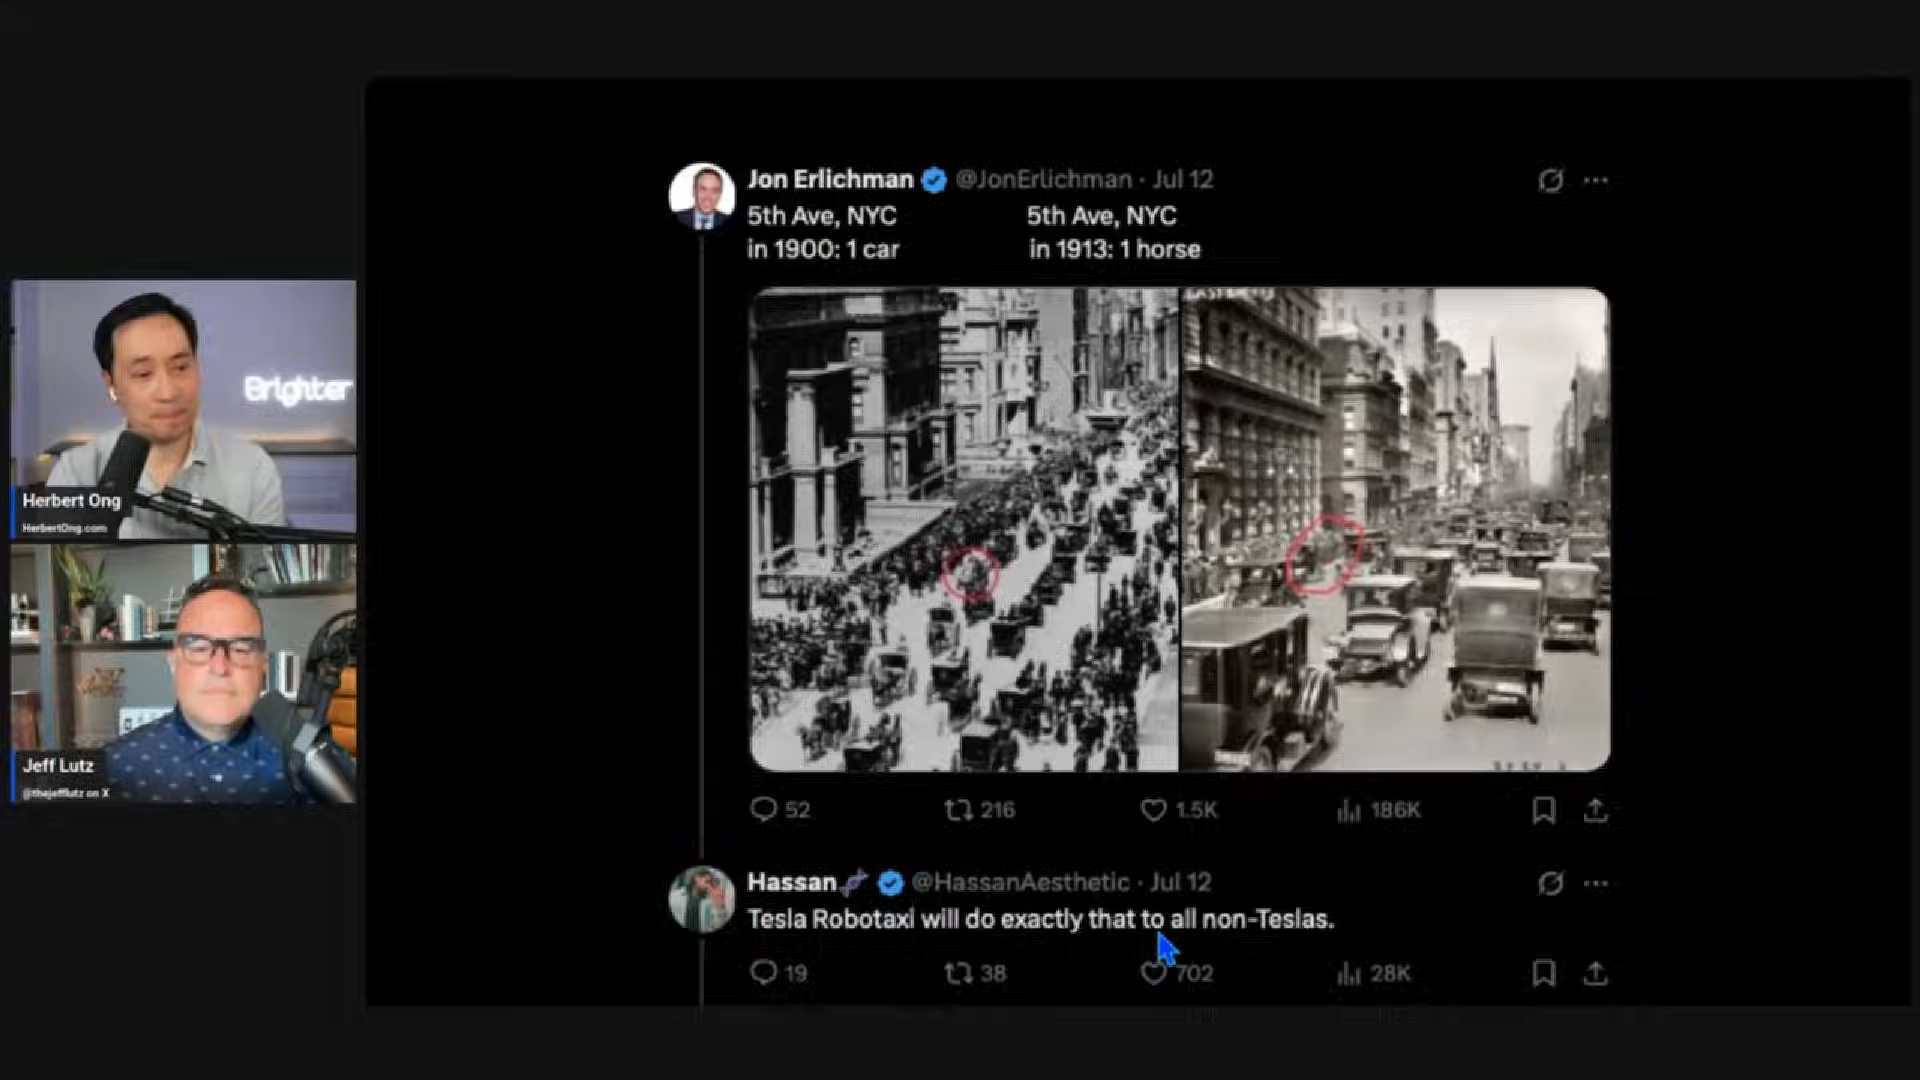 Jon Erlichman @JonErlichman · Jul 12
5th Ave, NYC 5th Ave, NYC
in 1900: 1 car in 1913: 1 horse
52 216 1.5K 186K
Hassan @HassanAesthetic · Jul 12
Tesla Robotaxi will do exactly that to all non-Teslas.
19 38 702 28K
Brighter
Herbert Ong
HerbertOng.com
Jeff Lutz
@thejefflutz on X